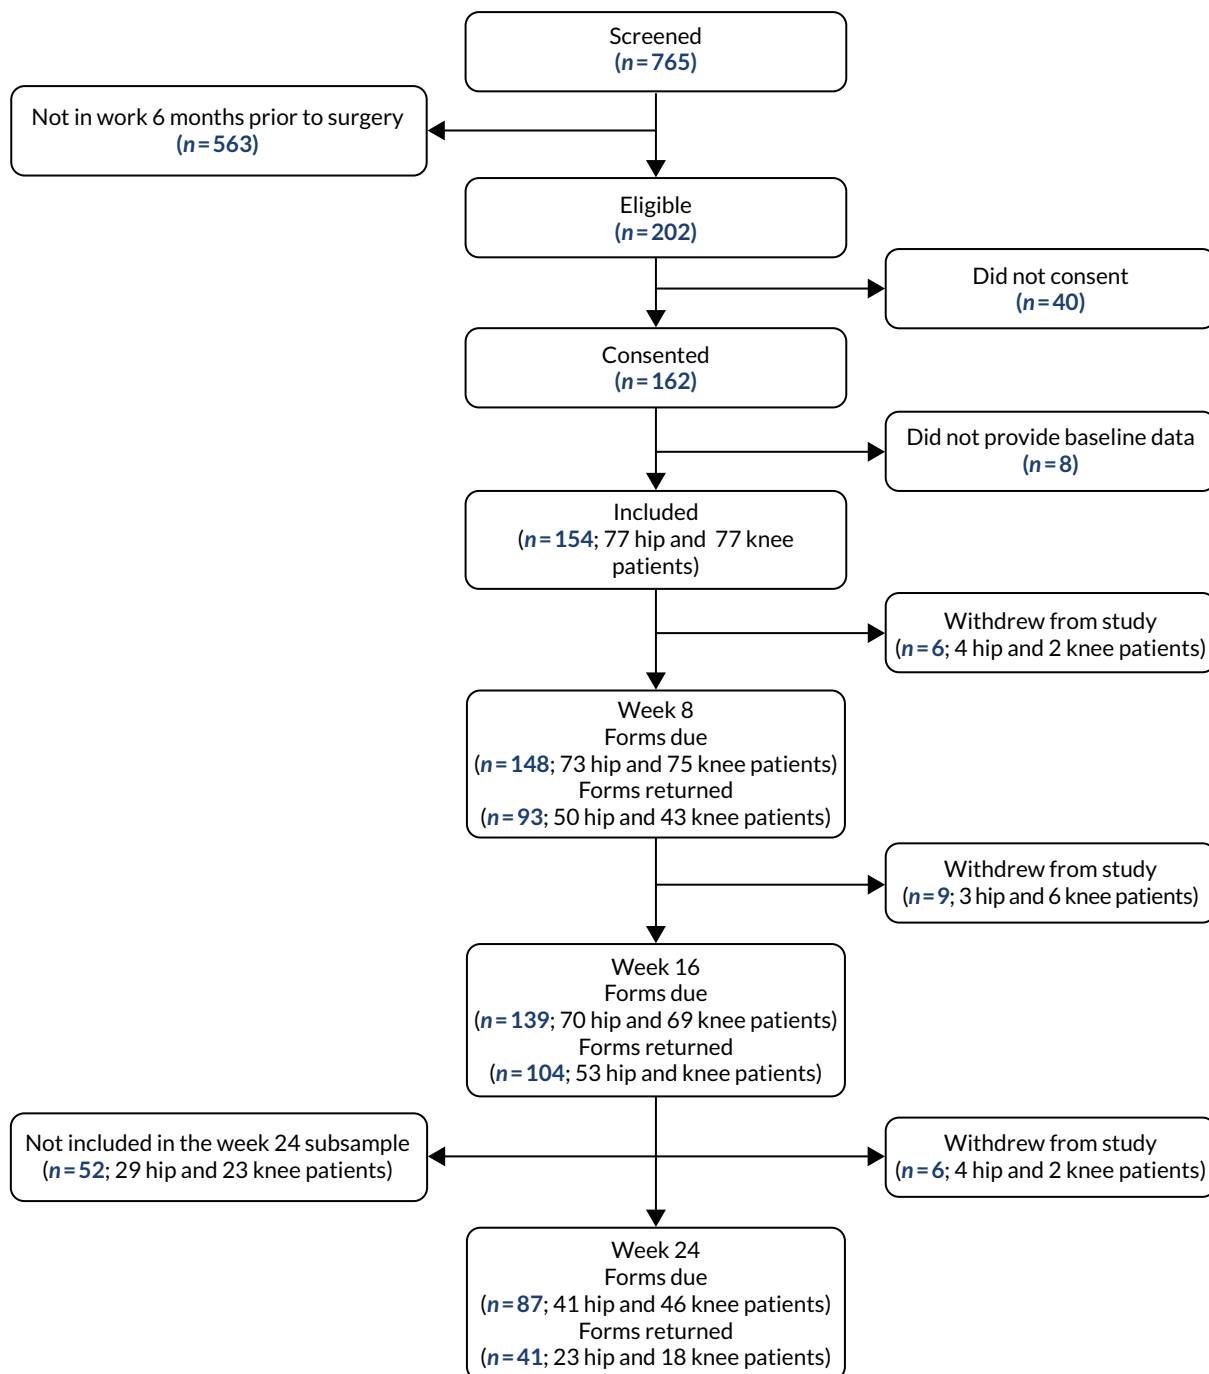 Screened
(n=765)
Not in work 6 months prior to surgery
(n=563)
Eligible
(n=202)
Did not consent
(n=40)
Consented
(n=162)
Did not provide baseline data
(n=8)
Included
(n=154; 77 hip and 77 knee
patients)
Withdrew from study
(n=6; 4 hip and 2 knee patients)
Week 8
Forms due
(n=148; 73 hip and 75 knee patients)
Forms returned
(n=93; 50 hip and 43 knee patients)
Withdrew from study
(n=9; 3 hip and 6 knee patients)
Week 16
Forms due
(n=139; 70 hip and 69 knee patients)
Forms returned
(n=104; 53 hip and knee patients)
Not included in the week 24 subsample
(n=52; 29 hip and 23 knee patients)
Withdrew from study
(n=6; 4 hip and 2 knee patients)
Week 24
Forms due
(n=87; 41 hip and 46 knee patients)
Forms returned
(n=41; 23 hip and 18 knee patients)